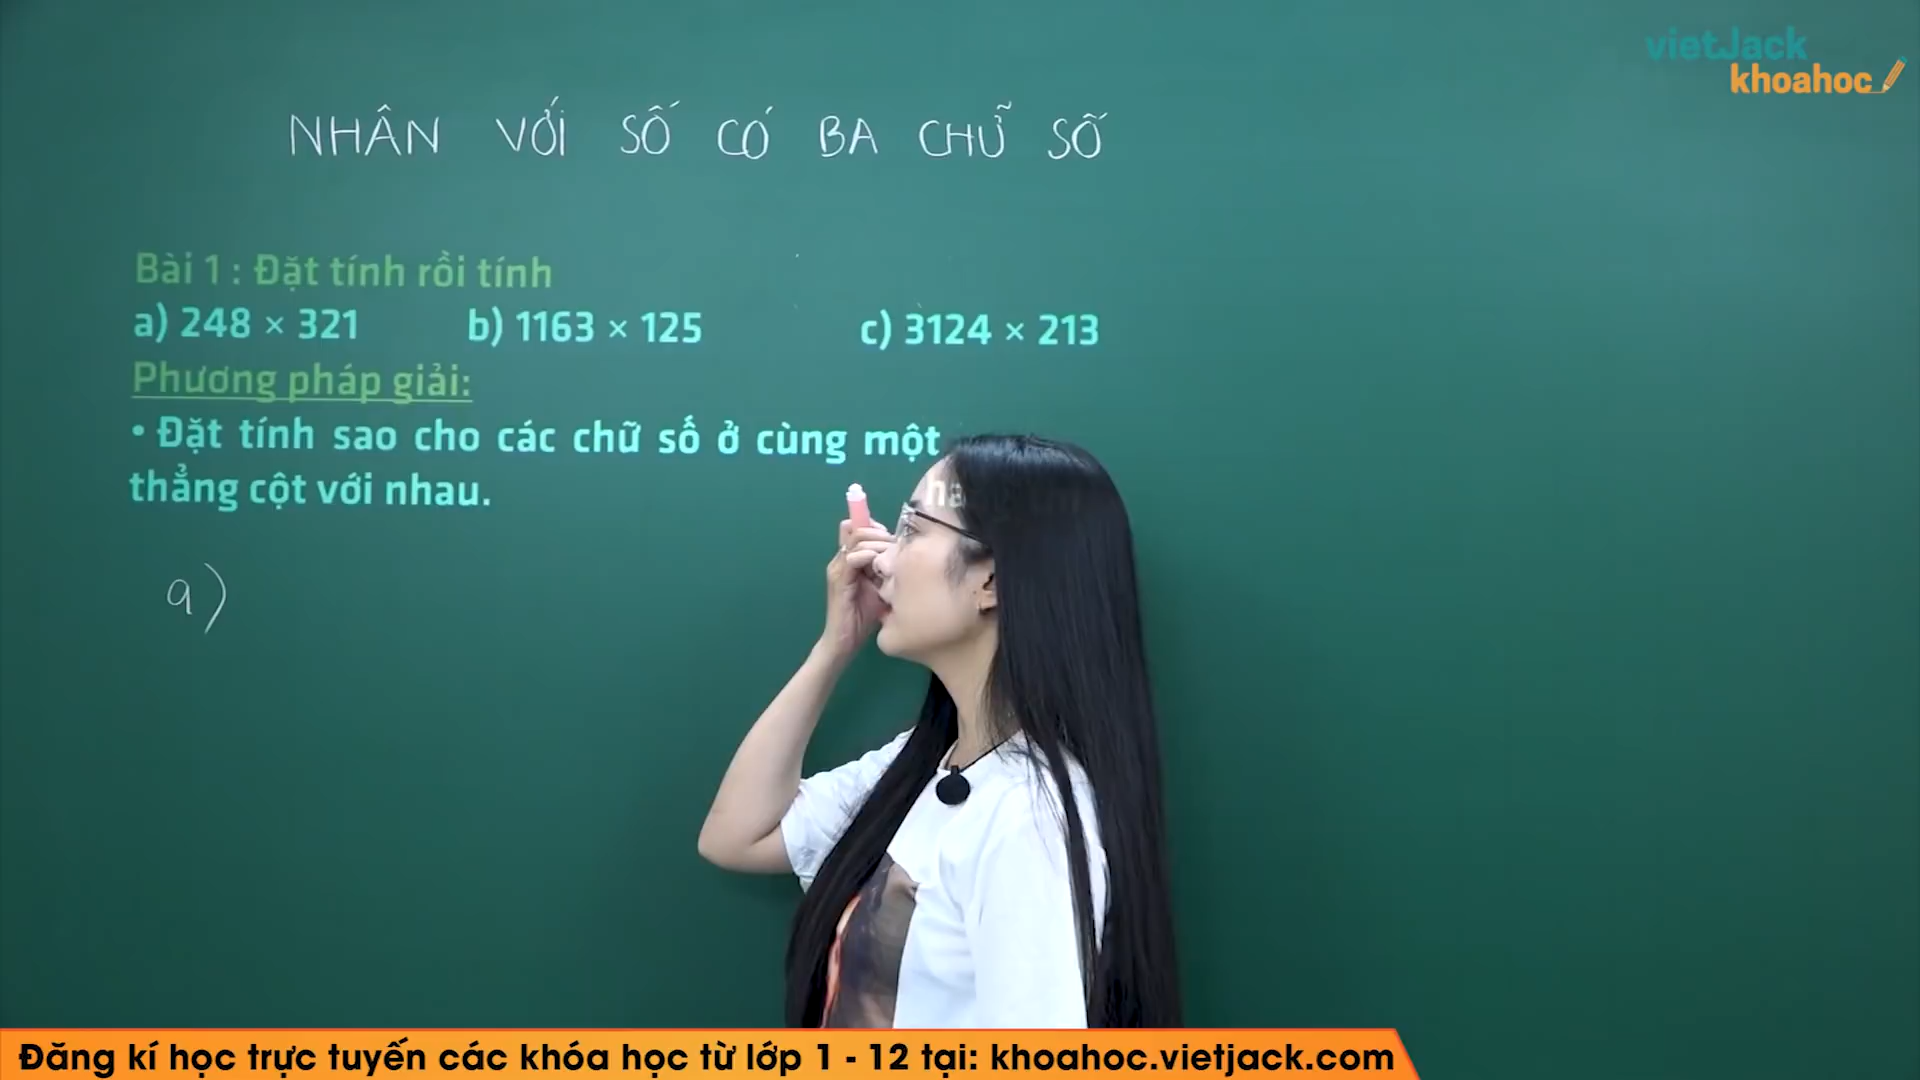 vietJack
khoahoc
NHÂN VỚI SỐ CÓ BA CHỮ SỐ
Bài 1 : Đặt tính rồi tính
a) 248 × 321 b) 1163 × 125 c) 3124 × 213
Phương pháp giải:
• Đặt tính sao cho các chữ số ở cùng một
thẳng cột với nhau.
a)
Đăng kí học trực tuyến các khóa học từ lớp 1 - 12 tại: khoahoc.vietjack.com